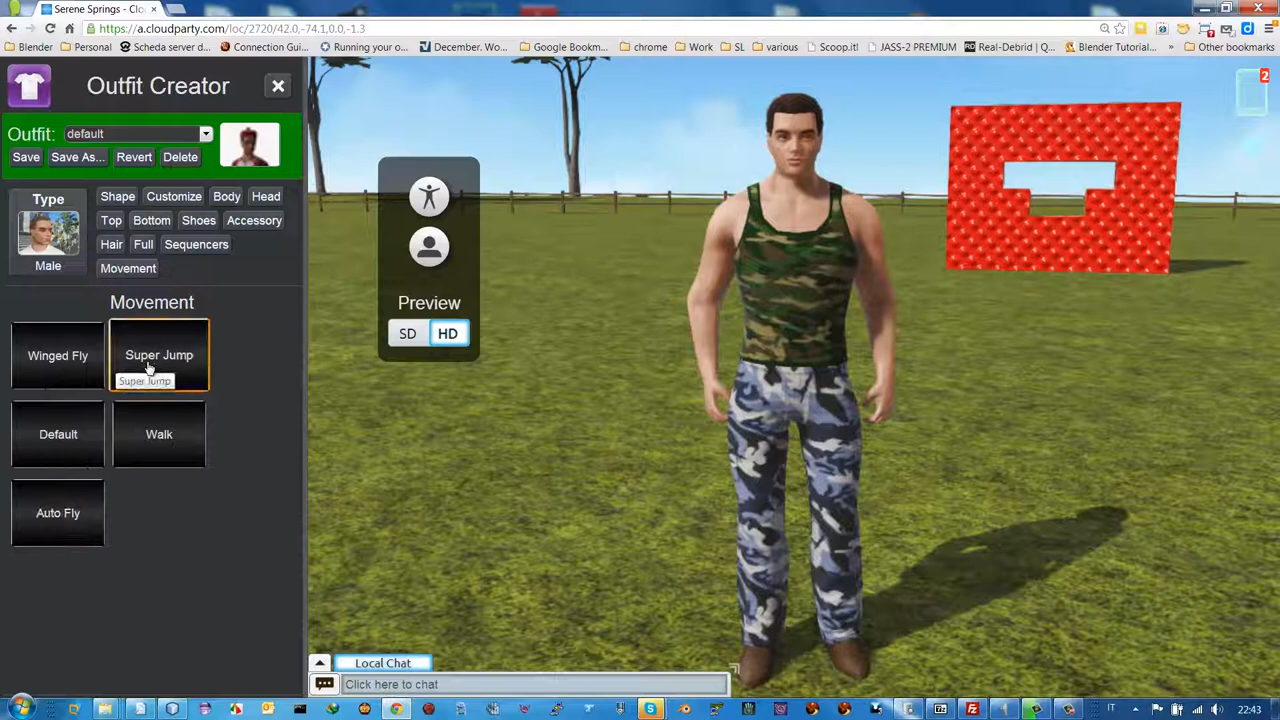 Serene Springs - Clo
https://a.cloudparty.com/loc/2720/42.0,-74.1,0.0,-1.3
Blender Personal Scheda server d... Connection Gui... Running your o... December. Wo... Google Bookm... chrome Work SL various Scoop.it! JASS-2 PREMIUM RD Real-Debrid | Q... Blender Tutorial... » Other bookmarks
Outfit Creator
2
Outfit: default
Save Save As... Revert Delete
Type
Male
Shape Customize Body Head
Top Bottom Shoes Accessory
Hair Full Sequencers
Movement
Movement
Winged Fly Super Jump
Super Jump
Default Walk
Auto Fly
Preview
SD HD
Local Chat
Click here to chat
IT 22:43